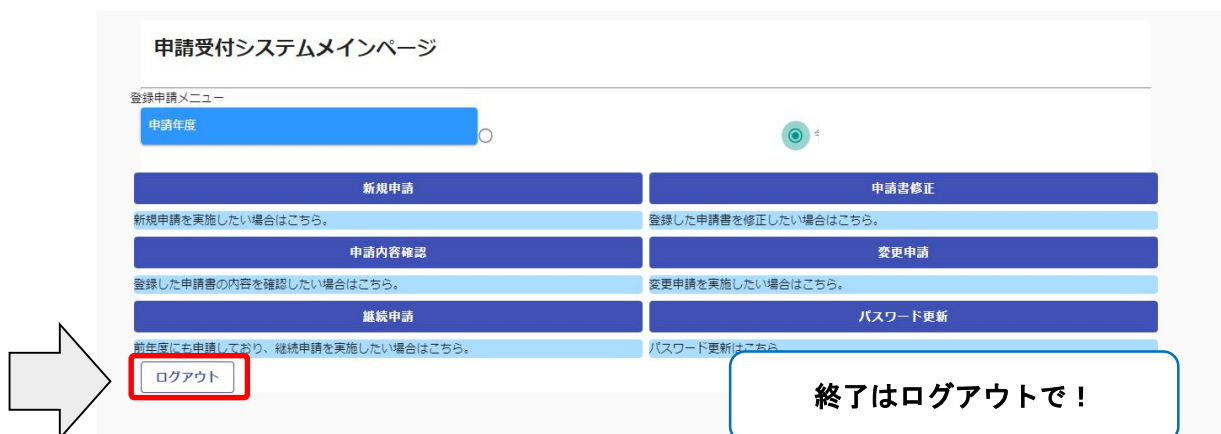 申請受付システムメインページ
登録申請メニュー
申請年度
新規申請
申請書修正
新規申請を実施したい場合はこちら。
登録した申請書を修正したい場合はこちら。
申請内容確認
変更申請
登録した申請書の内容を確認したい場合はこちら。
変更申請を実施したい場合はこちら。
継続申請
パスワード更新
前年度にも申請しており、継続申請を実施したい場合はこちら。
パスワード更新はこちら。
ログアウト
終了はログアウトで！